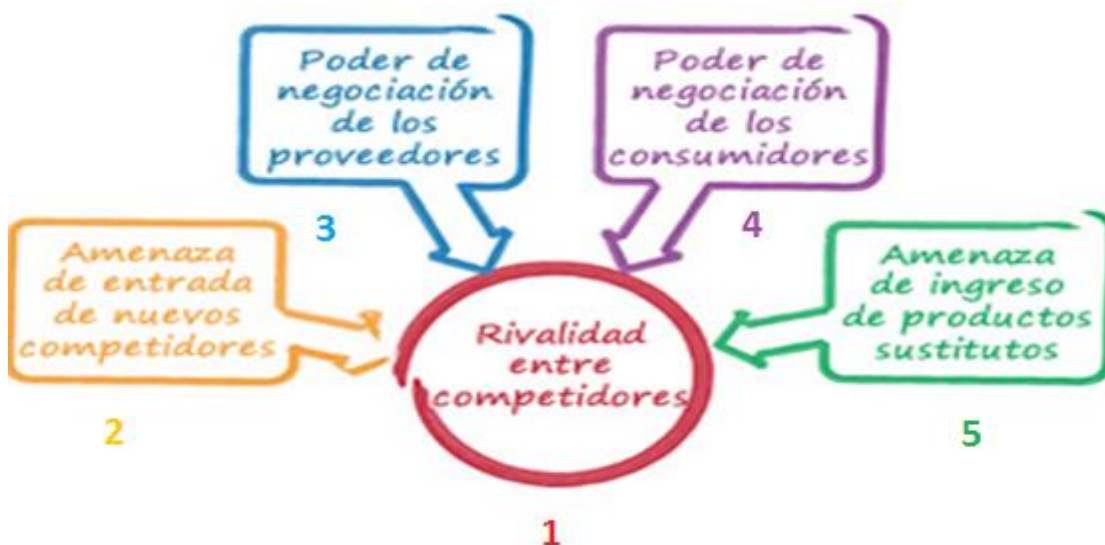 Poder de
negociación
de los
proveedores
3
Poder de
negociación
de los
consumidores
4
Amenaza
de entrada
de nuevos
competidores
2
Rivalidad
entre
competidores
1
Amenaza
de ingreso
de productos
sustitutos
5